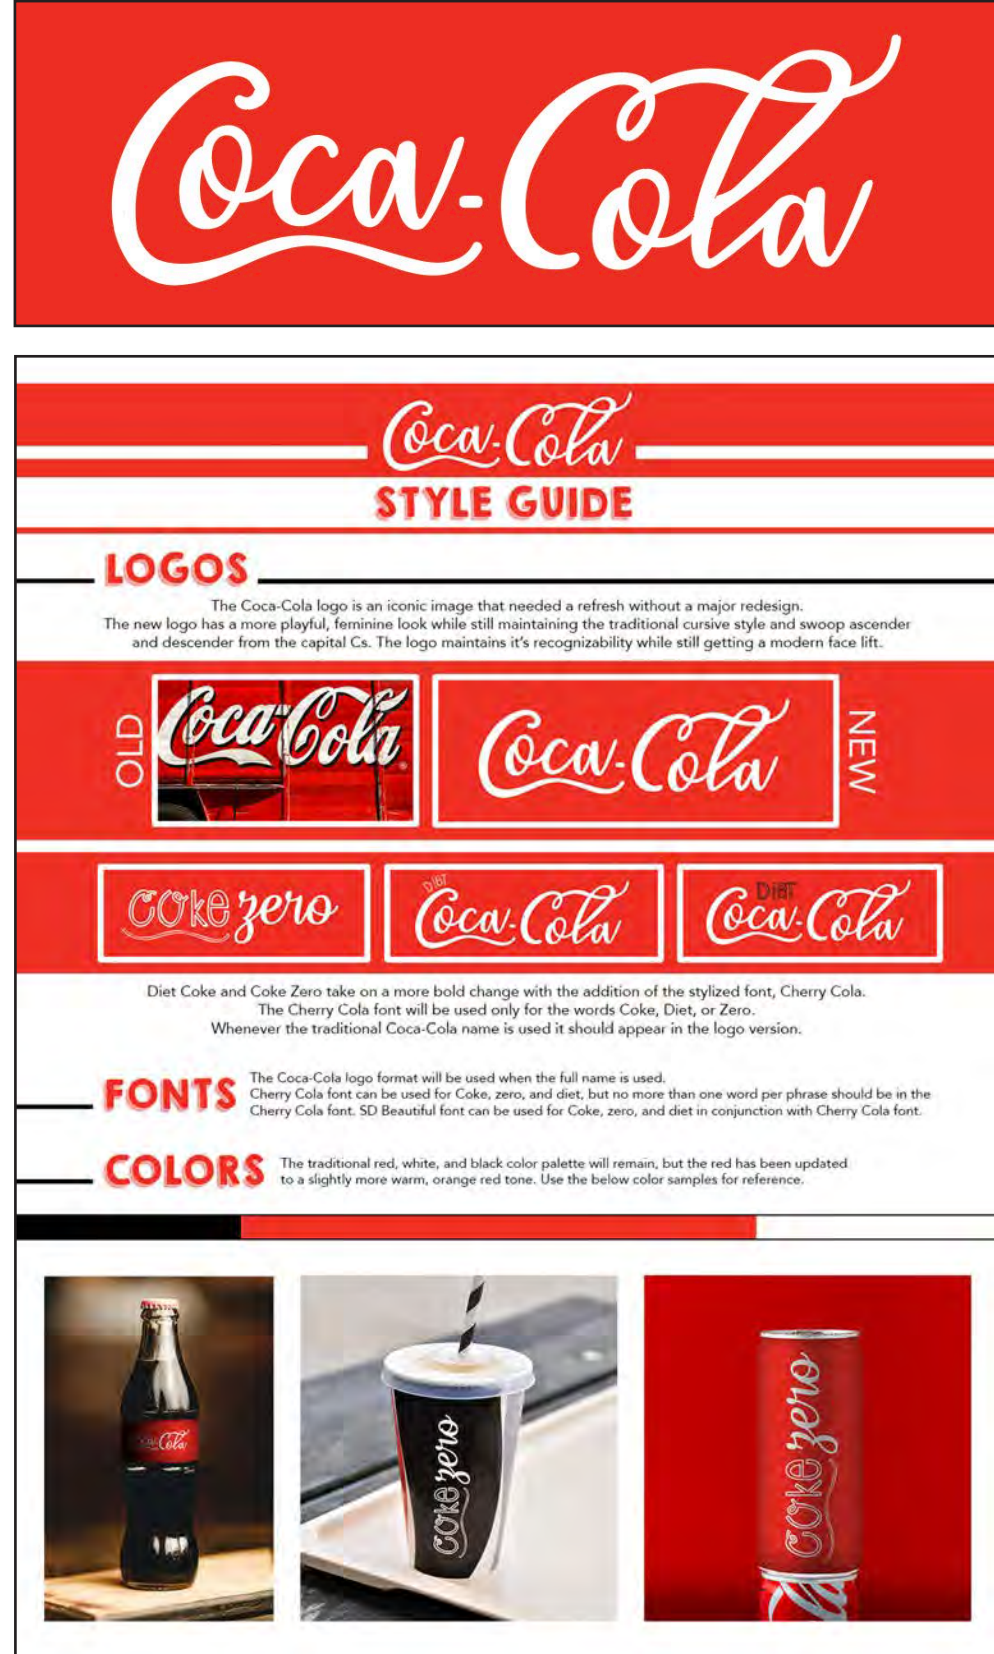 Coca-Cola
Coca-Cola
STYLE GUIDE
LOGOS
The Coca-Cola logo is an iconic image that needed a refresh without a major redesign.
The new logo has a more playful, feminine look while still maintaining the traditional cursive style and swoop ascender
and descender from the capital Cs. The logo maintains it's recognizability while still getting a modern face lift.
OLD
Coca-Cola
Coca-Cola
NEW
coke zero
DIET
Coca-Cola
DIET
Coca-Cola
Diet Coke and Coke Zero take on a more bold change with the addition of the stylized font, Cherry Cola.
The Cherry Cola font will be used only for the words Coke, Diet, or Zero.
Whenever the traditional Coca-Cola name is used it should appear in the logo version.
FONTS
The Coca-Cola logo format will be used when the full name is used.
Cherry Cola font can be used for Coke, zero, and diet, but no more than one word per phrase should be in the
Cherry Cola font. SD Beautiful font can be used for Coke, zero, and diet in conjunction with Cherry Cola font.
COLORS
The traditional red, white, and black color palette will remain, but the red has been updated
to a slightly more warm, orange red tone. Use the below color samples for reference.
Coca-Cola
coke zero
coke zero